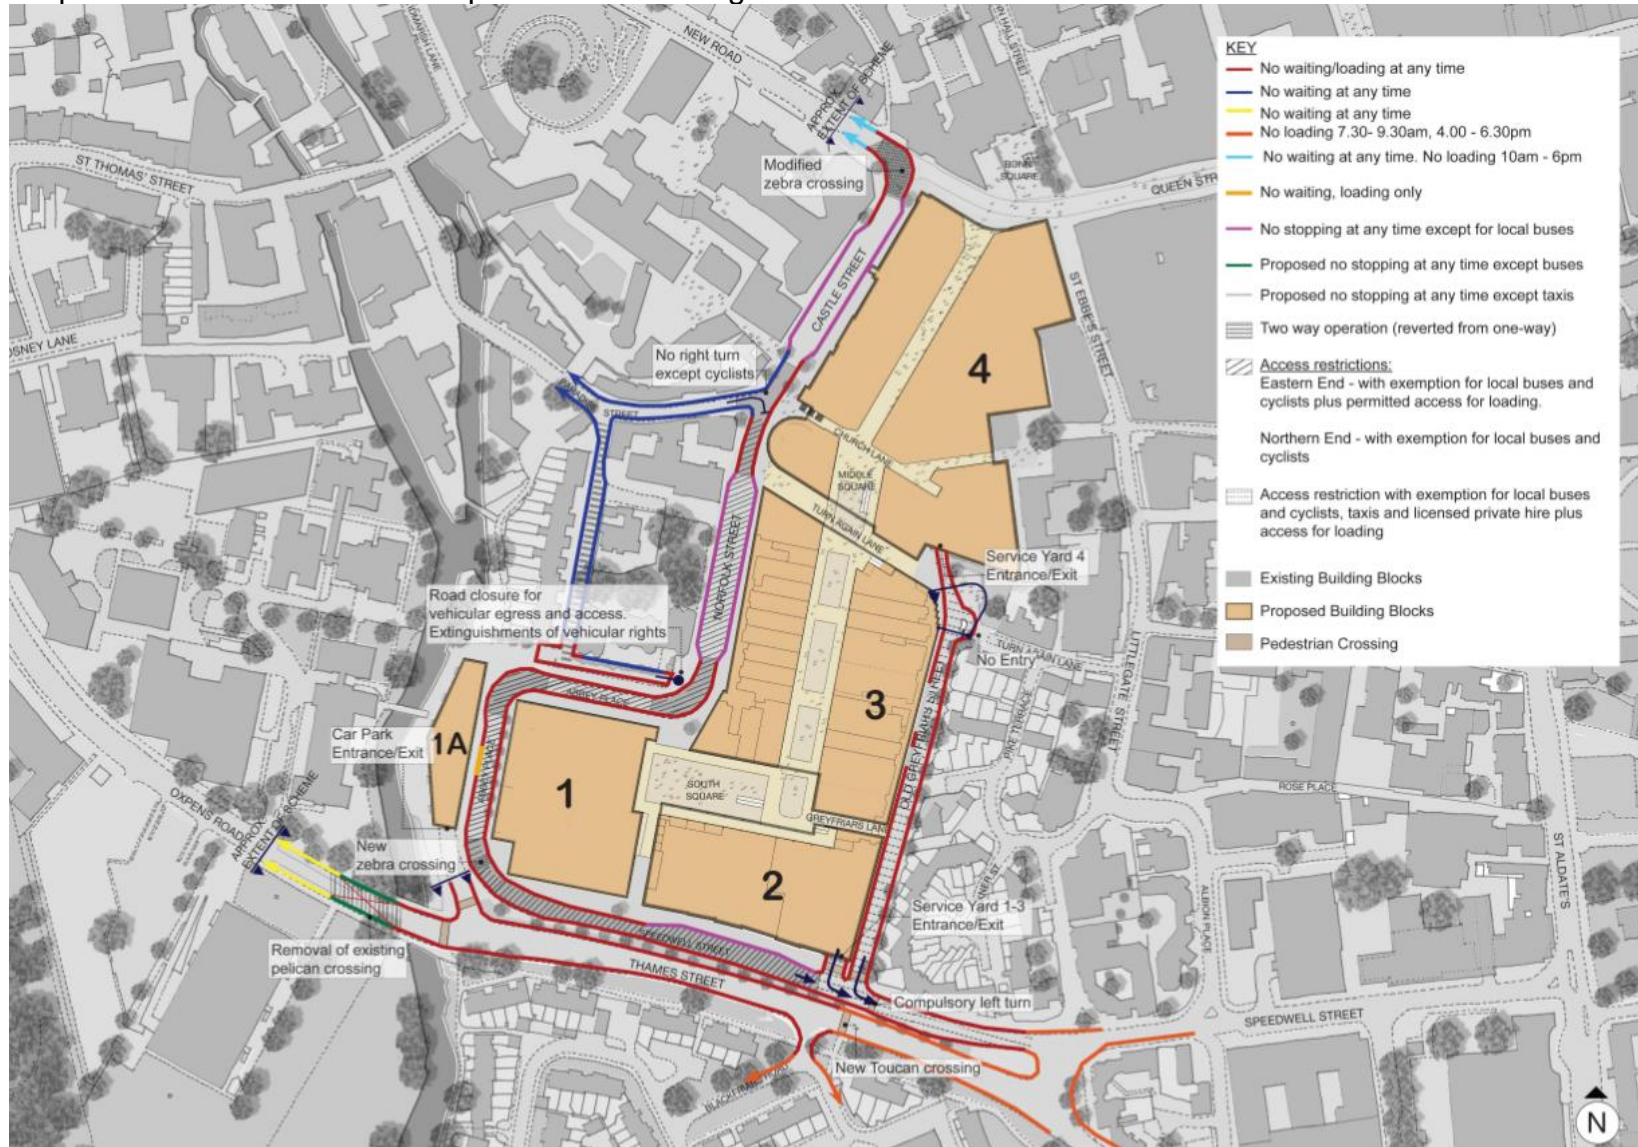 NEW ROAD
APPROX
EXTENT OF SCHEME
ST THOMAS' STREET
Modified
zebra crossing
BONN
SQUARE
CASTLE STREET
ST EBBE'S STREET
No right turn
except cyclists
STREET
4
CHURCH LANE
MIDDLE
SQUARE
TURN AGAIN LANE
NORFOLK STREET
Service Yard 4
Entrance/Exit
Road closure for
vehicular egress and access.
Extinguishments of vehicular rights
No Entry
TURN AGAIN LANE
LITTLEGATE STREET
ABBEY PLACE
3
PIKE TERRACE
OLD GREYFRIARS STREET
Car Park
Entrance/Exit
1A
1
SOUTH
SQUARE
ROSE PLACE
GREYFRIARS LANE
OXPENS ROAD
APPROX
EXTENT OF SCHEME
New
zebra crossing
ST ALDATE'S
2
Service Yard 1-3
Entrance/Exit
ALBION PLACE
Removal of existing
pelican crossing
SPEEDWELL STREET
THAMES STREET
Compulsory left turn
SPEEDWELL STREET
New Toucan crossing
KEY
No waiting/loading at any time
No waiting at any time
No waiting at any time
No loading 7.30- 9.30am, 4.00 - 6.30pm
No waiting at any time. No loading 10am - 6pm
No waiting, loading only
No stopping at any time except for local buses
Proposed no stopping at any time except buses
Proposed no stopping at any time except taxis
Two way operation (reverted from one-way)
Access restrictions:
Eastern End - with exemption for local buses and
cyclists plus permitted access for loading.
Northern End - with exemption for local buses and
cyclists
Access restriction with exemption for local buses
and cyclists, taxis and licensed private hire plus
access for loading
Existing Building Blocks
Proposed Building Blocks
Pedestrian Crossing
N